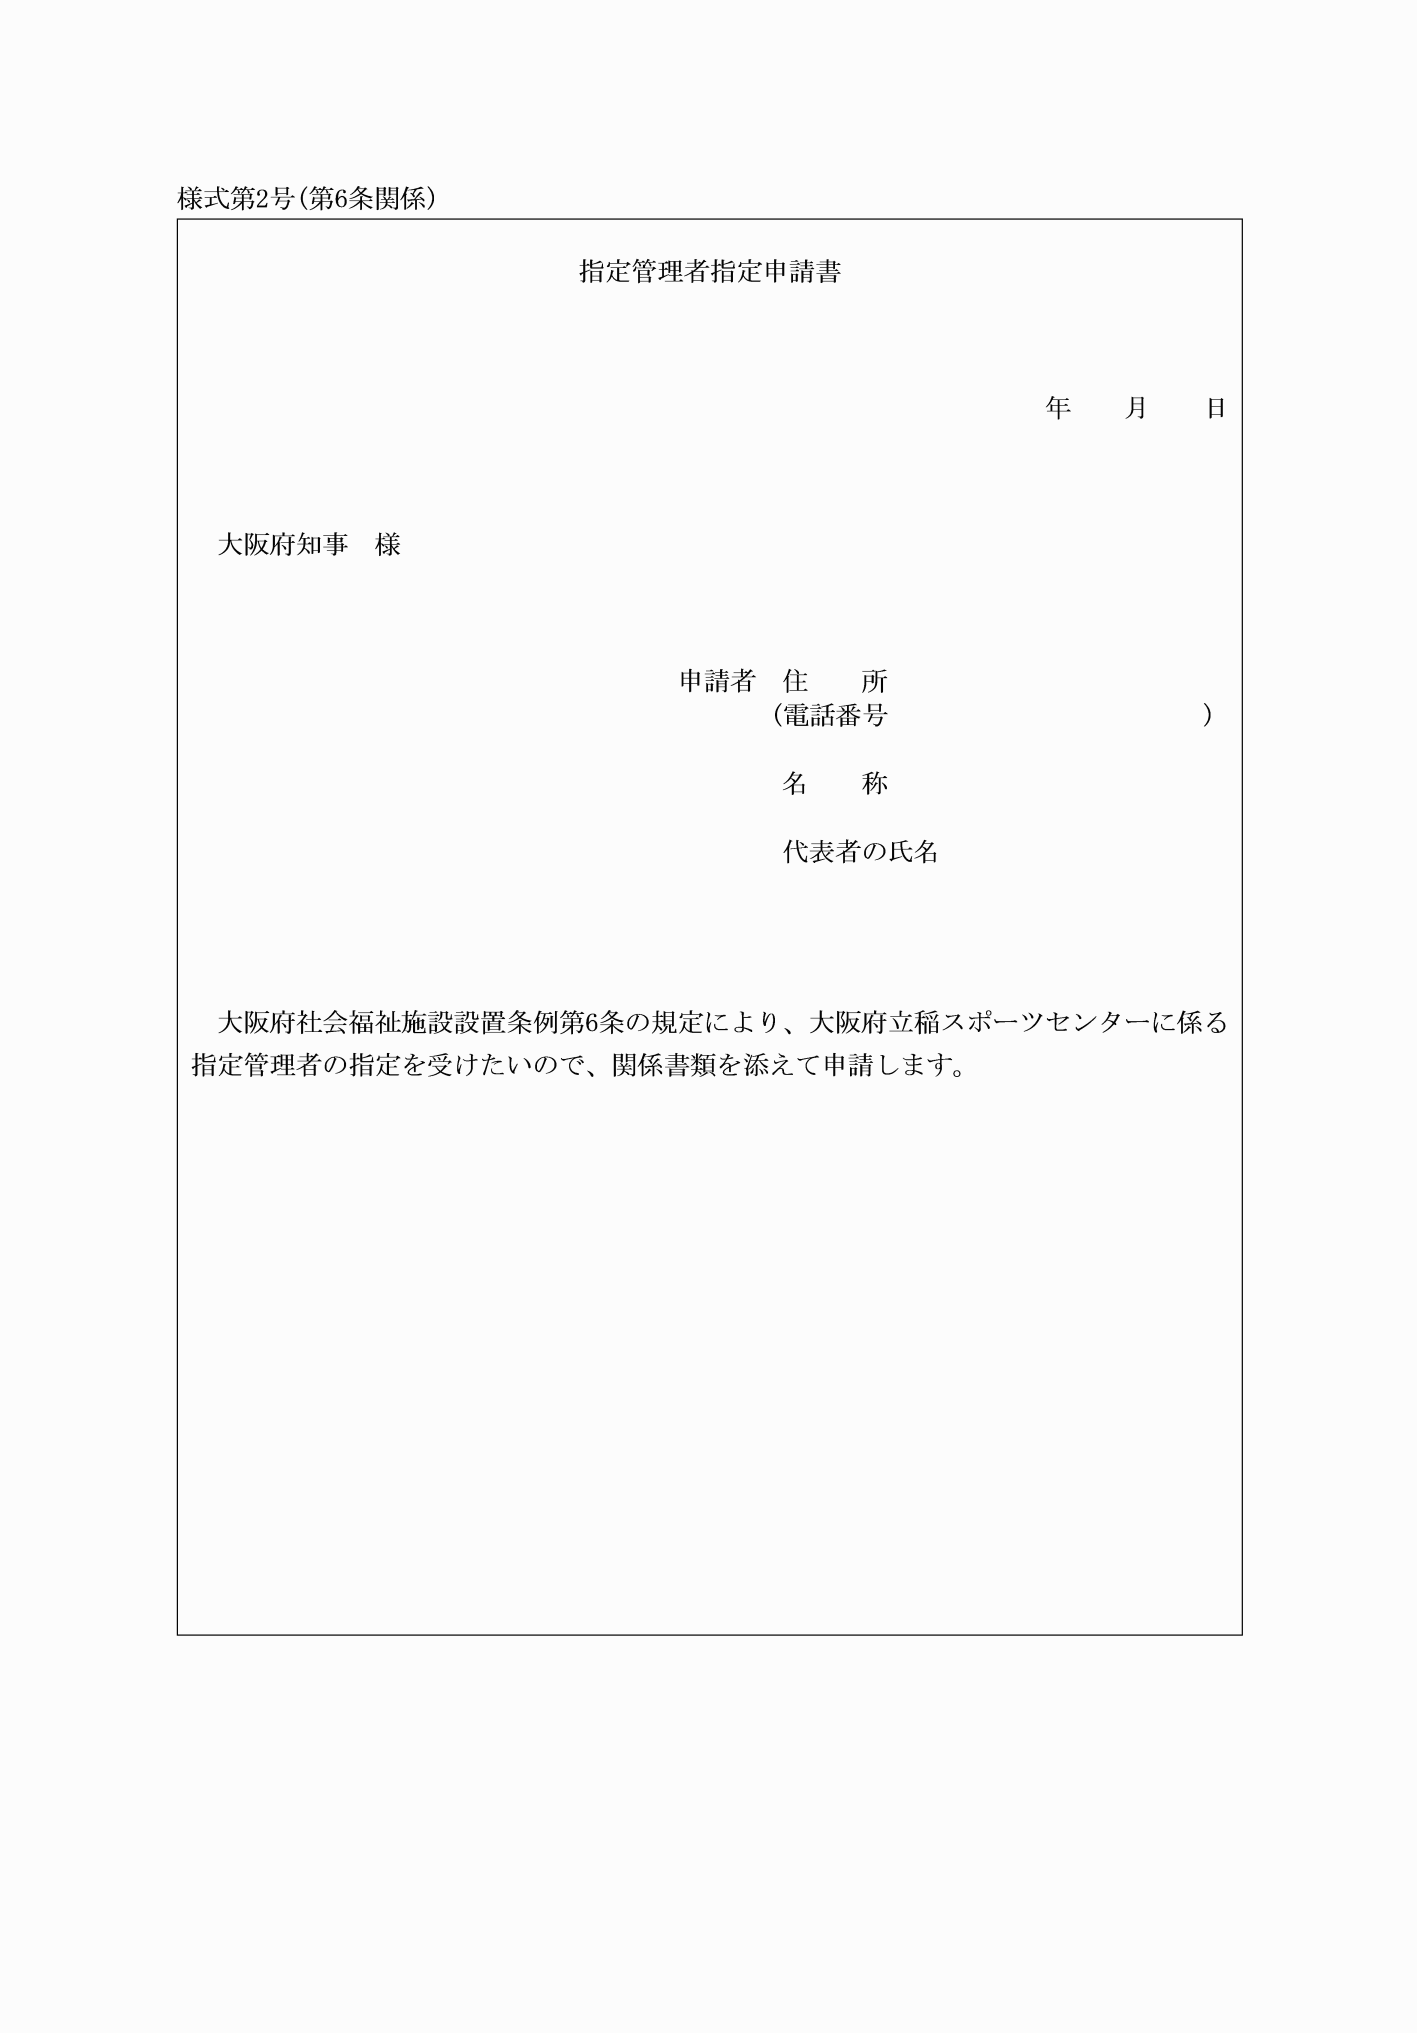 様式第2号(第6条関係)
指定管理者指定申請書
年　　月　　日
大阪府知事　様
申請者　住　　所
(電話番号　　　　　　　　　　　　)
名　　称
代表者の氏名
大阪府社会福祉施設設置条例第6条の規定により、大阪府立稲スポーツセンターに係る
指定管理者の指定を受けたいので、関係書類を添えて申請します。